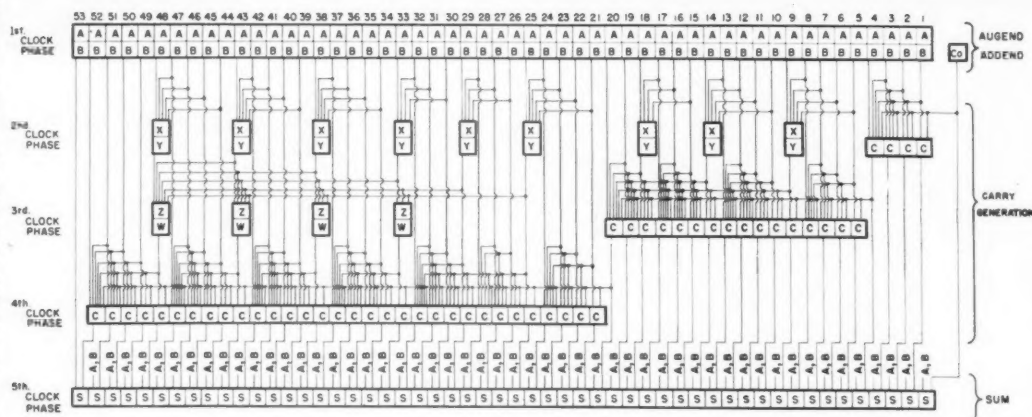 53 52 51 50 49 48 47 46 45 44 43 42 41 40 39 38 37 36 35 34 33 32 31 30 29 28 27 26 25 24 23 22 21 20 19 18 17 16 15 14 13 12 11 10 9 8 7 6 5 4 3 2 1
1st. CLOCK PHASE
A A A A A A A A A A A A A A A A A A A A A A A A A A A A A A A A A A A A A A A A A A A A A A A A A A A A A
AUGEND
B B B B B B B B B B B B B B B B B B B B B B B B B B B B B B B B B B B B B B B B B B B B B B B B B B B B B
Co
ADDEND
2nd. CLOCK PHASE
X X X X X X X X X
Y Y Y Y Y Y Y Y Y
C C C C
CARRY GENERATION
3rd. CLOCK PHASE
Z Z Z Z
W W W W
C C C C C C C C C C C C C C C C
4th. CLOCK PHASE
C C C C C C C C C C C C C C C C C C C C C C C C C C C C C C C C
A,B A,B A,B A,B A,B A,B A,B A,B A,B A,B A,B A,B A,B A,B A,B A,B A,B A,B A,B A,B A,B A,B A,B A,B A,B A,B A,B A,B A,B A,B A,B A,B A,B A,B A,B A,B A,B A,B A,B A,B A,B A,B A,B A,B A,B A,B A,B A,B A,B A,B A,B A,B
5th. CLOCK PHASE
S S S S S S S S S S S S S S S S S S S S S S S S S S S S S S S S S S S S S S S S S S S S S S S S S S S S S
SUM